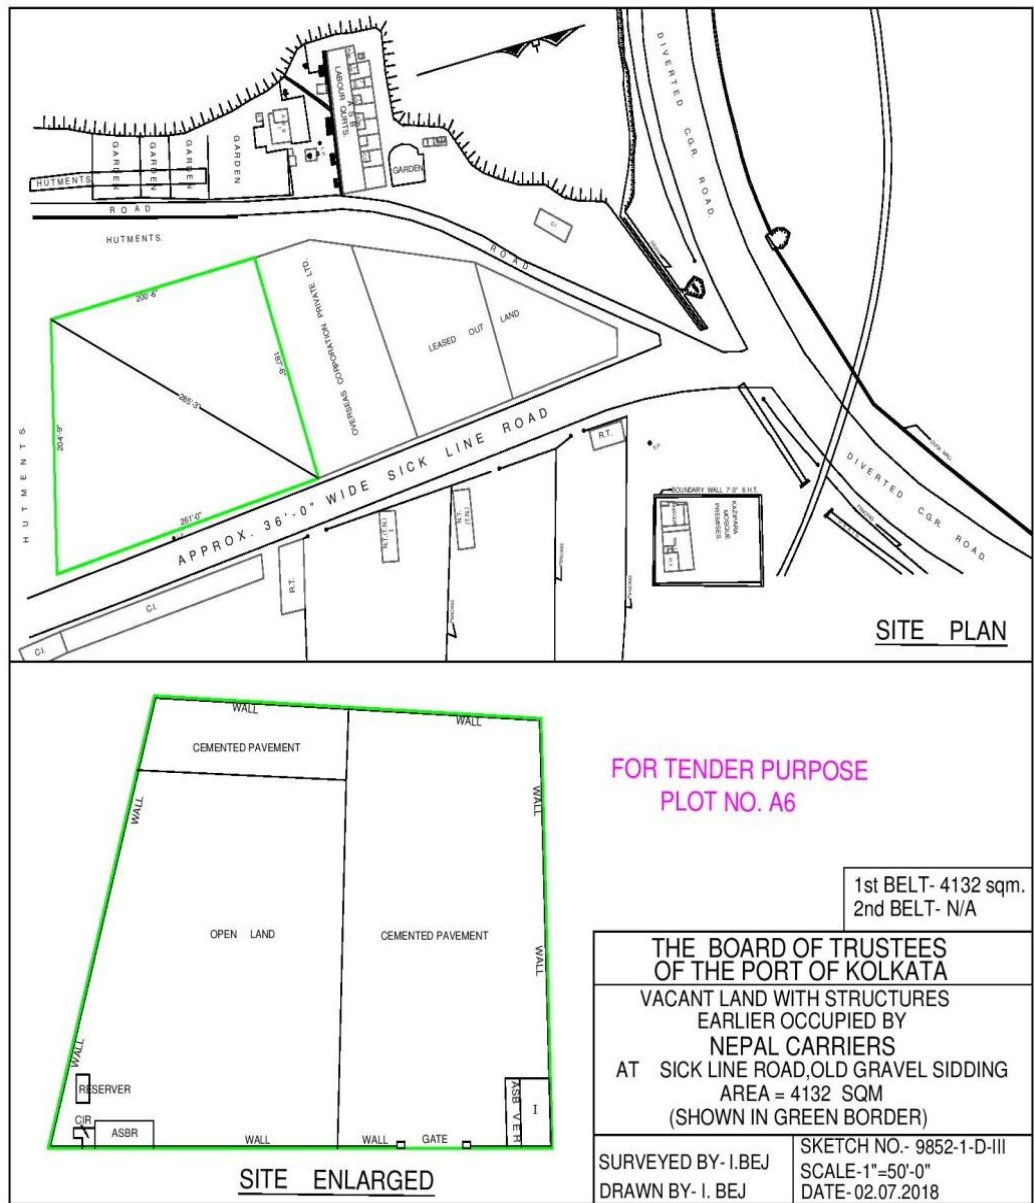 DIVERTED C.G.R. ROAD.
LABOUR QURTS.
A S B
GARDEN
GARDEN
GARDEN
GARDEN
GARDEN
HUTMENTS
ROAD
HUTMENTS.
ROAD
C.I.
200'-6"
OVERSEAS CORPORATION PRIVATE LTD.
LEASED OUT LAND
187'-6"
285'-3"
204'-9"
HUTMENTS.
261'-0"
APPROX. 36'-0" WIDE SICK LINE ROAD
R.T.
BOUNDARY WALL 7'-0" 6 HT.
KAZIPARA
MOSQUE
PREMISES.
DIVERTED C.G.R. ROAD.
N.T.(T.N.)
N.T.
(T.N.)
R.T.
FENCING
FENCING
FENCING
C.I.
C.I.
SITE PLAN
WALL
WALL
CEMENTED PAVEMENT
WALL
WALL
FOR TENDER PURPOSE
PLOT NO. A6
OPEN LAND
CEMENTED PAVEMENT
WALL
WALL
RESERVER
CIR
ASBR
WALL
WALL
GATE
ASB VER
I
SITE ENLARGED
1st BELT- 4132 sqm.
2nd BELT- N/A
THE BOARD OF TRUSTEES
OF THE PORT OF KOLKATA
VACANT LAND WITH STRUCTURES
EARLIER OCCUPIED BY
NEPAL CARRIERS
AT SICK LINE ROAD,OLD GRAVEL SIDDING
AREA = 4132 SQM
(SHOWN IN GREEN BORDER)
SURVEYED BY- I.BEJ
DRAWN BY- I. BEJ
SKETCH NO.- 9852-1-D-III
SCALE-1"=50'-0"
DATE- 02.07.2018